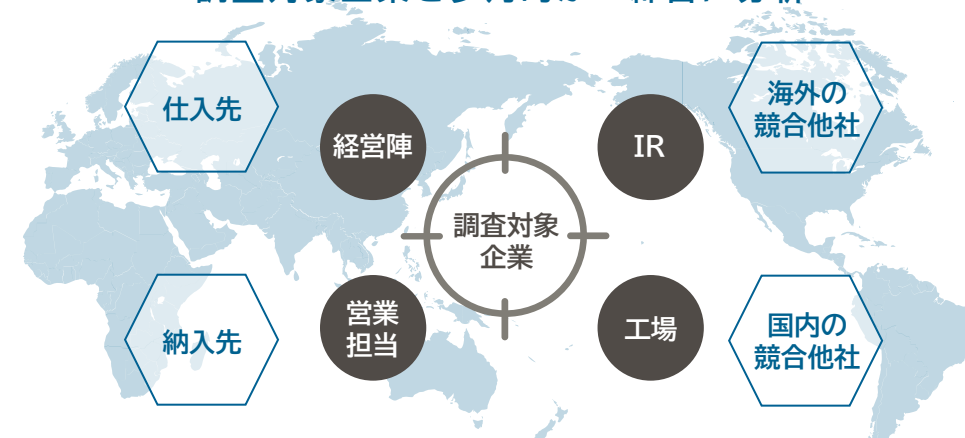 仕入先
経営陣
IR
海外の
競合他社
調査対象
企業
納入先
営業
担当
工場
国内の
競合他社